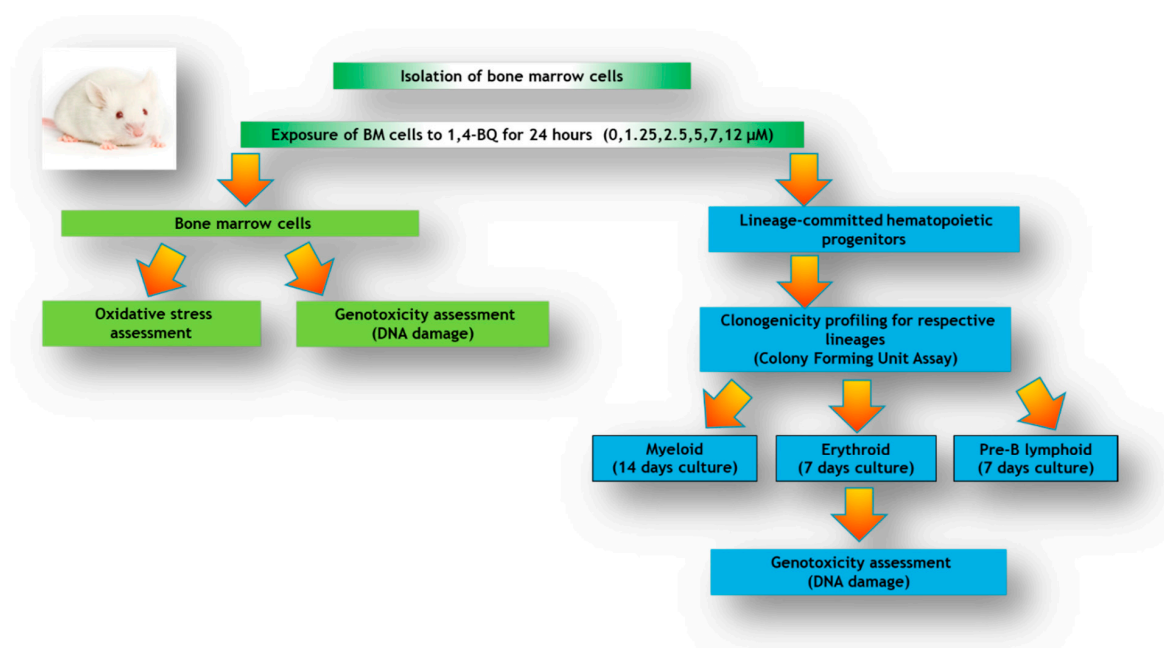 Isolation of bone marrow cells
Exposure of BM cells to 1,4-BQ for 24 hours (0,1.25,2.5,5,7,12 µM)
Bone marrow cells
Oxidative stress
assessment
Genotoxicity assessment
(DNA damage)
Lineage-committed hematopoietic
progenitors
Clonogenicity profiling for respective
lineages
(Colony Forming Unit Assay)
Myeloid
(14 days culture)
Erythroid
(7 days culture)
Pre-B lymphoid
(7 days culture)
Genotoxicity assessment
(DNA damage)